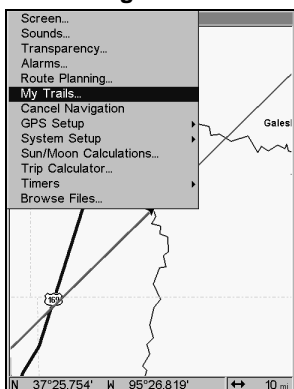 Screen...
Sounds...
Transparency...
Alarms...
Route Planning...
My Trails...
Cancel Navigation
GPS Setup
System Setup
Sun/Moon Calculations...
Trip Calculator...
Timers
Browse Files...
Gales
169
N 37°25.754' W 95°26.819' ↔ 10 mi